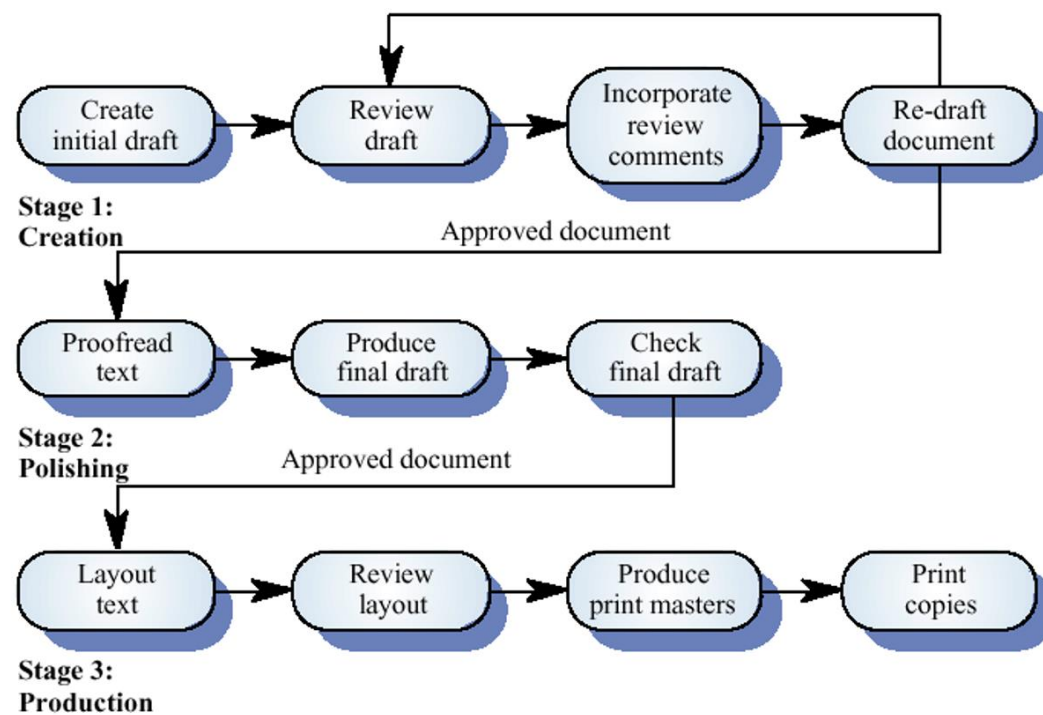 Create
initial draft
Review
draft
Incorporate
review
comments
Re-draft
document
Stage 1:
Creation
Approved document
Proofread
text
Produce
final draft
Check
final draft
Stage 2:
Polishing
Approved document
Layout
text
Review
layout
Produce
print masters
Print
copies
Stage 3:
Production